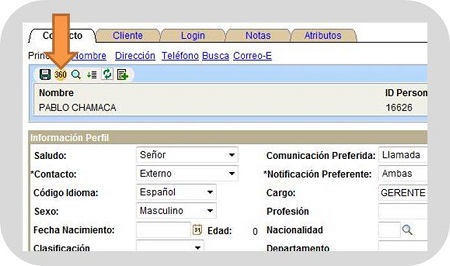 Contacto Cliente Login Notas Atributos
Nombre Dirección Teléfono Busca Correo-E
360
Nombre ID Person
PABLO CHAMACA 16626
Información Perfil
Saludo: Señor Comunicación Preferida: Llamada
*Contacto: Externo *Notificación Preferente: Ambas
Código Idioma: Español Cargo: GERENTE
Sexo: Masculino Profesión
Fecha Nacimiento: 31 Edad: 0 Nacionalidad
Clasificación Departamento